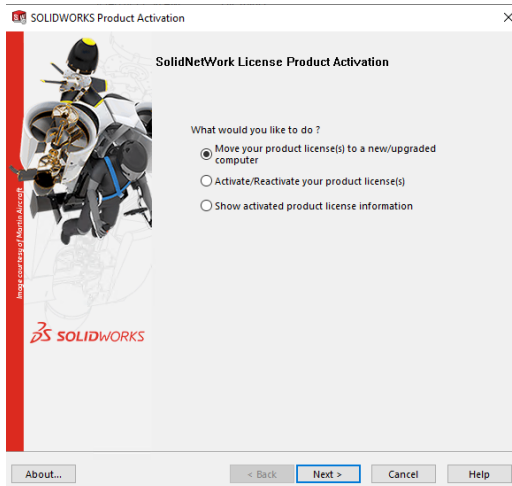 SOLIDWORKS Product Activation
SolidNetWork License Product Activation
What would you like to do ?
Move your product license(s) to a new/upgraded
computer
Activate/Reactivate your product license(s)
Show activated product license information
Image courtesy of Martin Aircraft
SOLIDWORKS
About...
< Back
Next >
Cancel
Help